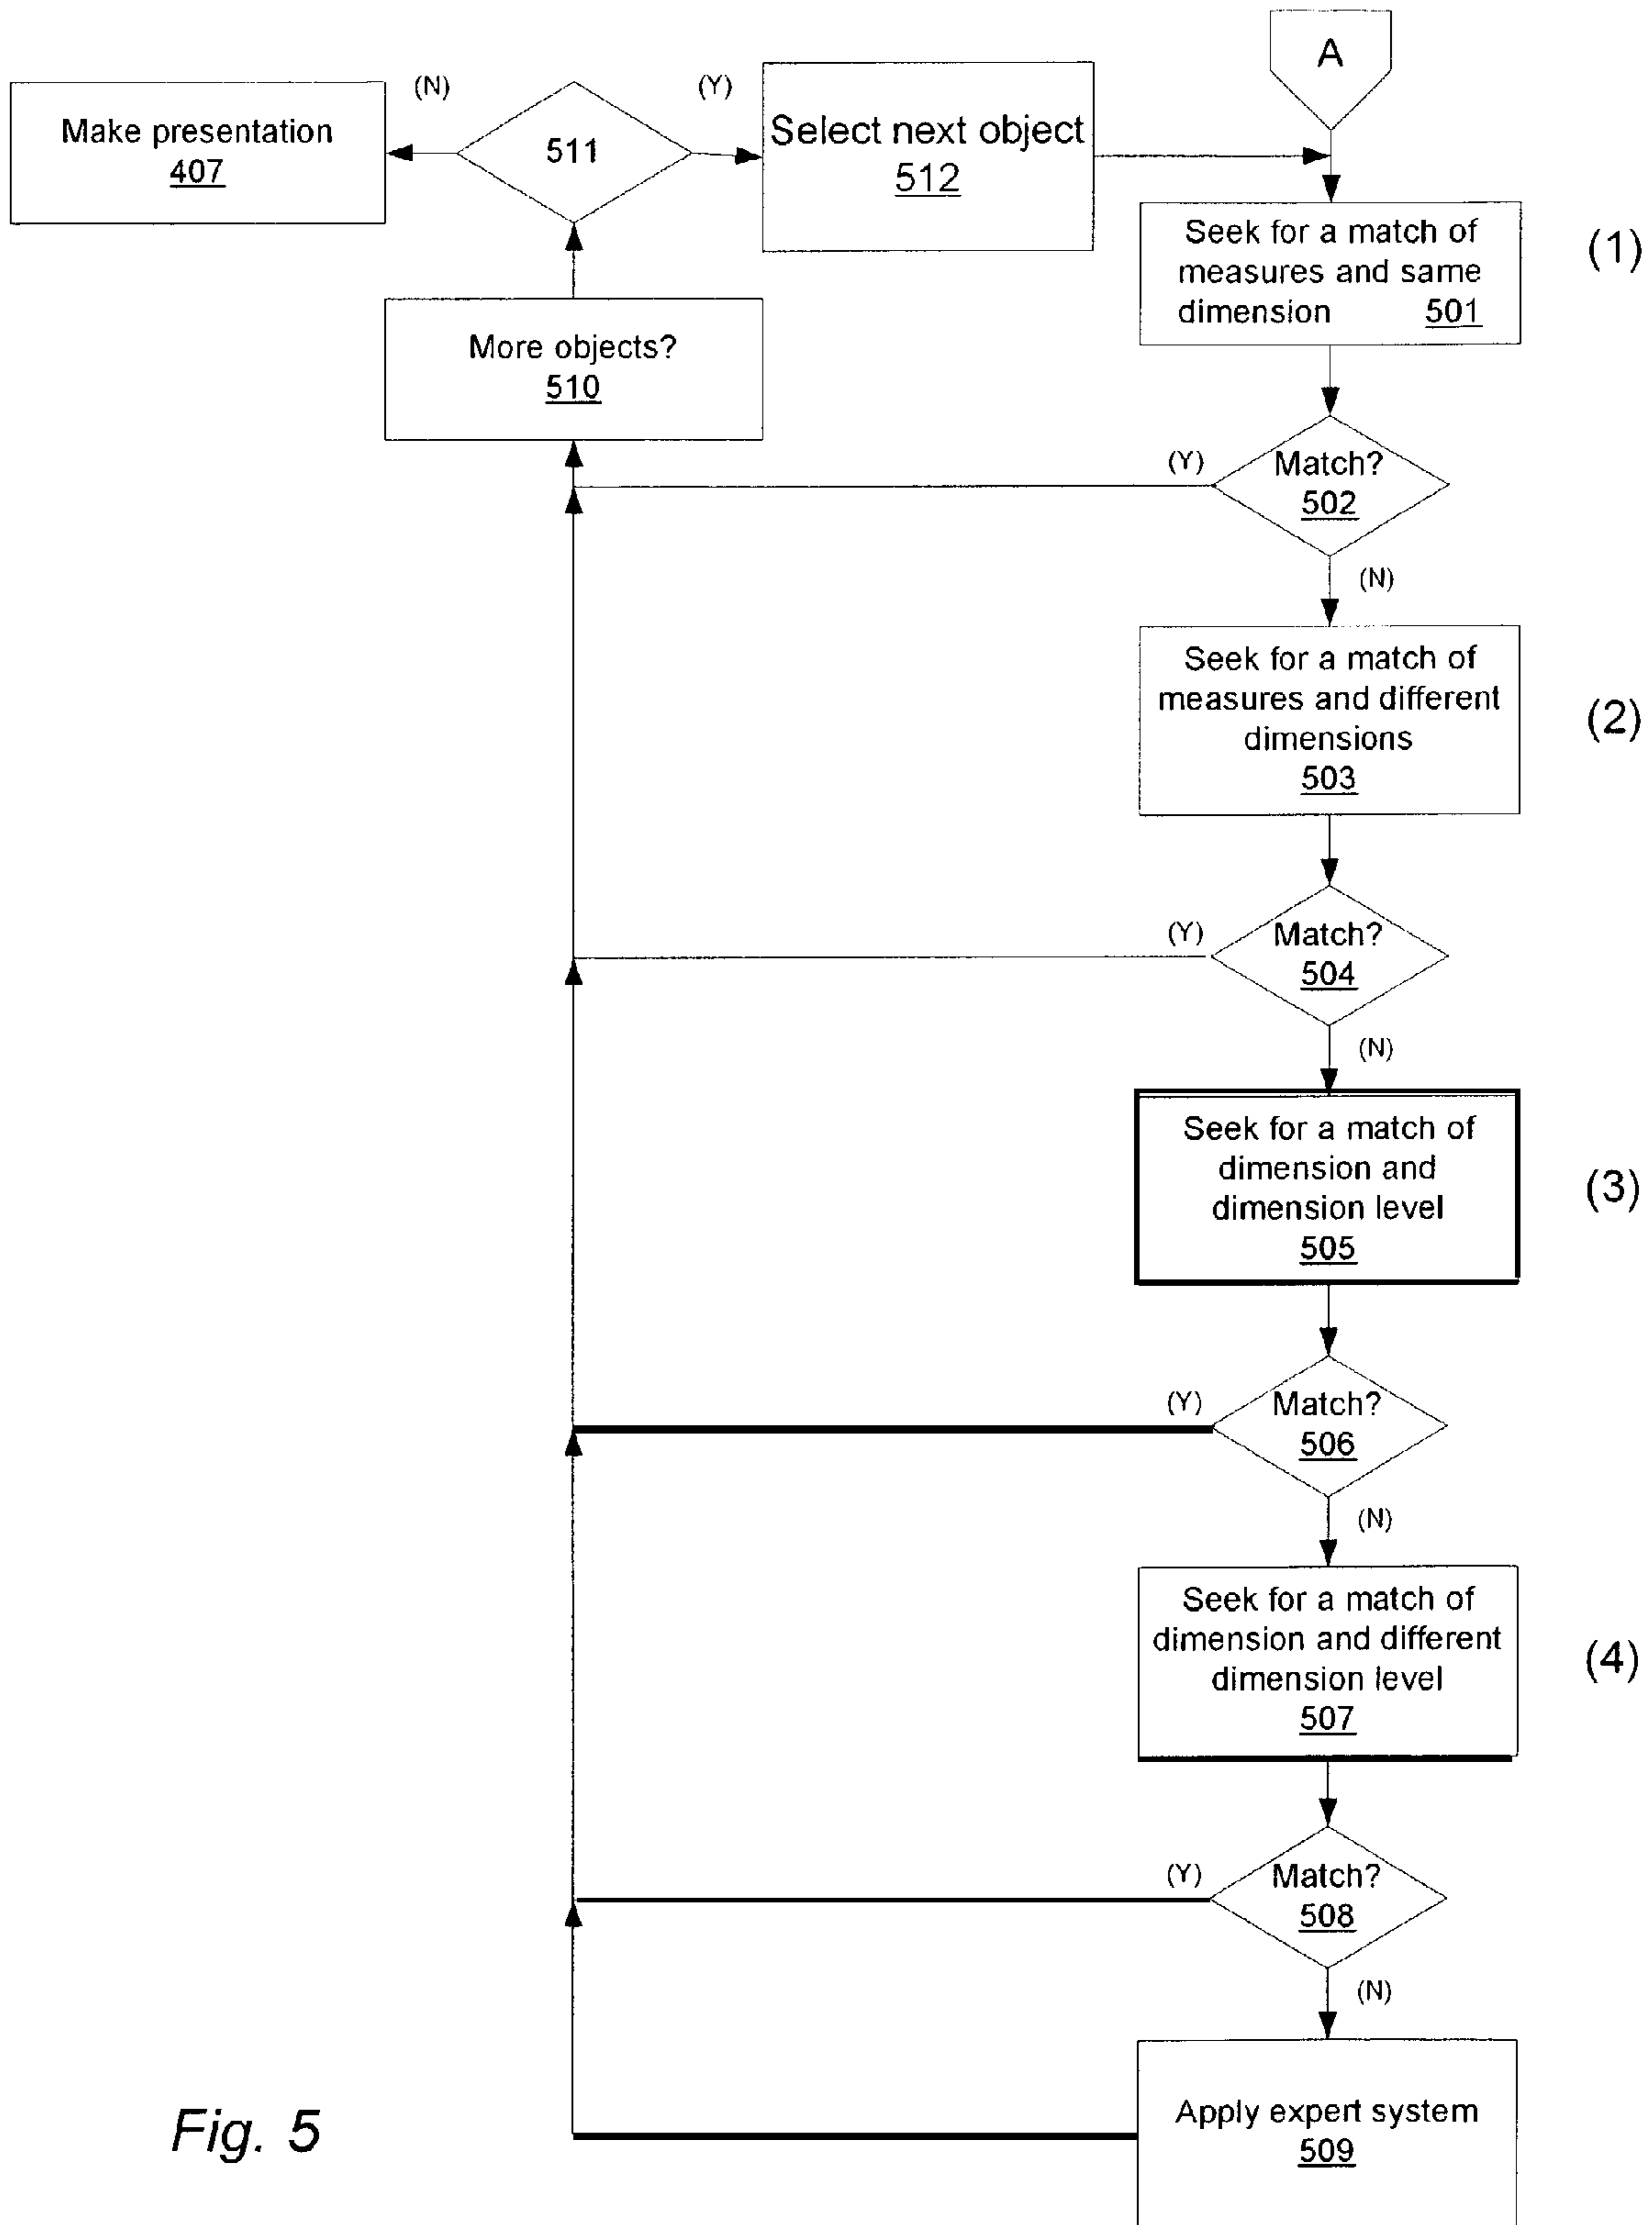 A
(N)
(Y)
Make presentation
407
511
Select next object
512
Seek for a match of
measures and same
dimension 501
(1)
More objects?
510
(Y)
Match?
502
(N)
Seek for a match of
measures and different
dimensions
503
(2)
(Y)
Match?
504
(N)
Seek for a match of
dimension and
dimension level
505
(3)
(Y)
Match?
506
(N)
Seek for a match of
dimension and different
dimension level
507
(4)
(Y)
Match?
508
(N)
Apply expert system
509
Fig. 5